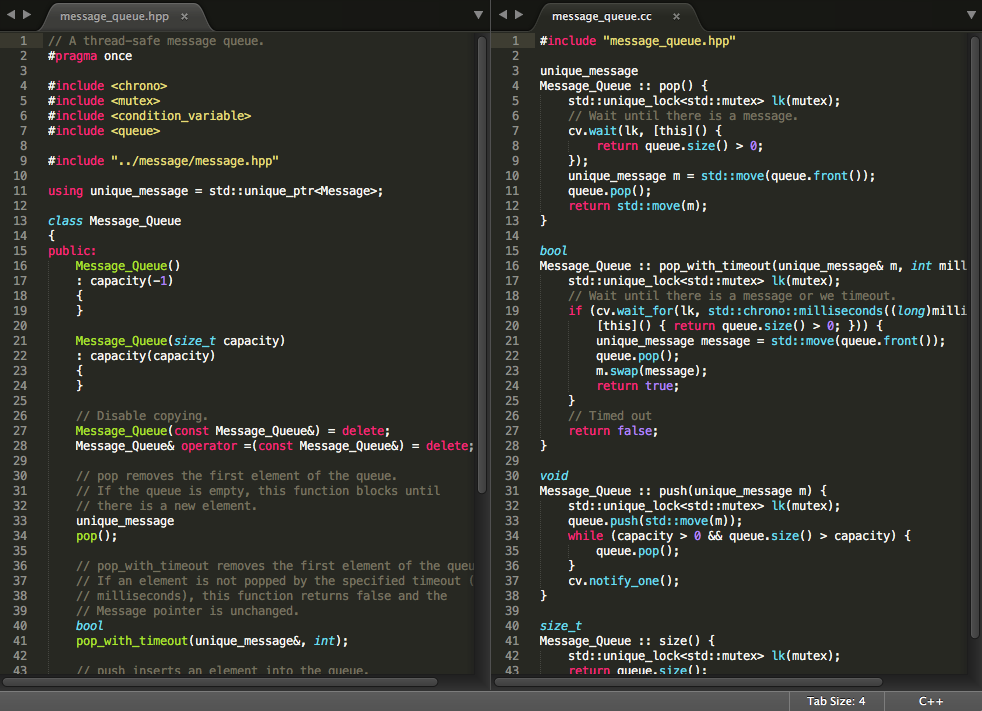 message_queue.hpp ×
1 // A thread-safe message queue.
2 #pragma once
3
4 #include <chrono>
5 #include <mutex>
6 #include <condition_variable>
7 #include <queue>
8
9 #include "../message/message.hpp"
10
11 using unique_message = std::unique_ptr<Message>;
12
13 class Message_Queue
14 {
15 public:
16     Message_Queue()
17     : capacity(-1)
18     {
19     }
20
21     Message_Queue(size_t capacity)
22     : capacity(capacity)
23     {
24     }
25
26     // Disable copying.
27     Message_Queue(const Message_Queue&) = delete;
28     Message_Queue& operator =(const Message_Queue&) = delete;
29
30     // pop removes the first element of the queue.
31     // If the queue is empty, this function blocks until
32     // there is a new element.
33     unique_message
34     pop();
35
36     // pop_with_timeout removes the first element of the queu
37     // If an element is not popped by the specified timeout (
38     // milliseconds), this function returns false and the
39     // Message pointer is unchanged.
40     bool
41     pop_with_timeout(unique_message&, int);
42
43     // push inserts an element into the queue.
message_queue.cc ×
1 #include "message_queue.hpp"
2
3 unique_message
4 Message_Queue :: pop() {
5     std::unique_lock<std::mutex> lk(mutex);
6     // Wait until there is a message.
7     cv.wait(lk, [this]() {
8         return queue.size() > 0;
9     });
10     unique_message m = std::move(queue.front());
11     queue.pop();
12     return std::move(m);
13 }
14
15 bool
16 Message_Queue :: pop_with_timeout(unique_message& m, int mill
17     std::unique_lock<std::mutex> lk(mutex);
18     // Wait until there is a message or we timeout.
19     if (cv.wait_for(lk, std::chrono::milliseconds((long)milli
20         [this]() { return queue.size() > 0; })) {
21         unique_message message = std::move(queue.front());
22         queue.pop();
23         m.swap(message);
24         return true;
25     }
26     // Timed out
27     return false;
28 }
29
30 void
31 Message_Queue :: push(unique_message m) {
32     std::unique_lock<std::mutex> lk(mutex);
33     queue.push(std::move(m));
34     while (capacity > 0 && queue.size() > capacity) {
35         queue.pop();
36     }
37     cv.notify_one();
38 }
39
40 size_t
41 Message_Queue :: size() {
42     std::unique_lock<std::mutex> lk(mutex);
43     return queue.size();
Tab Size: 4 C++